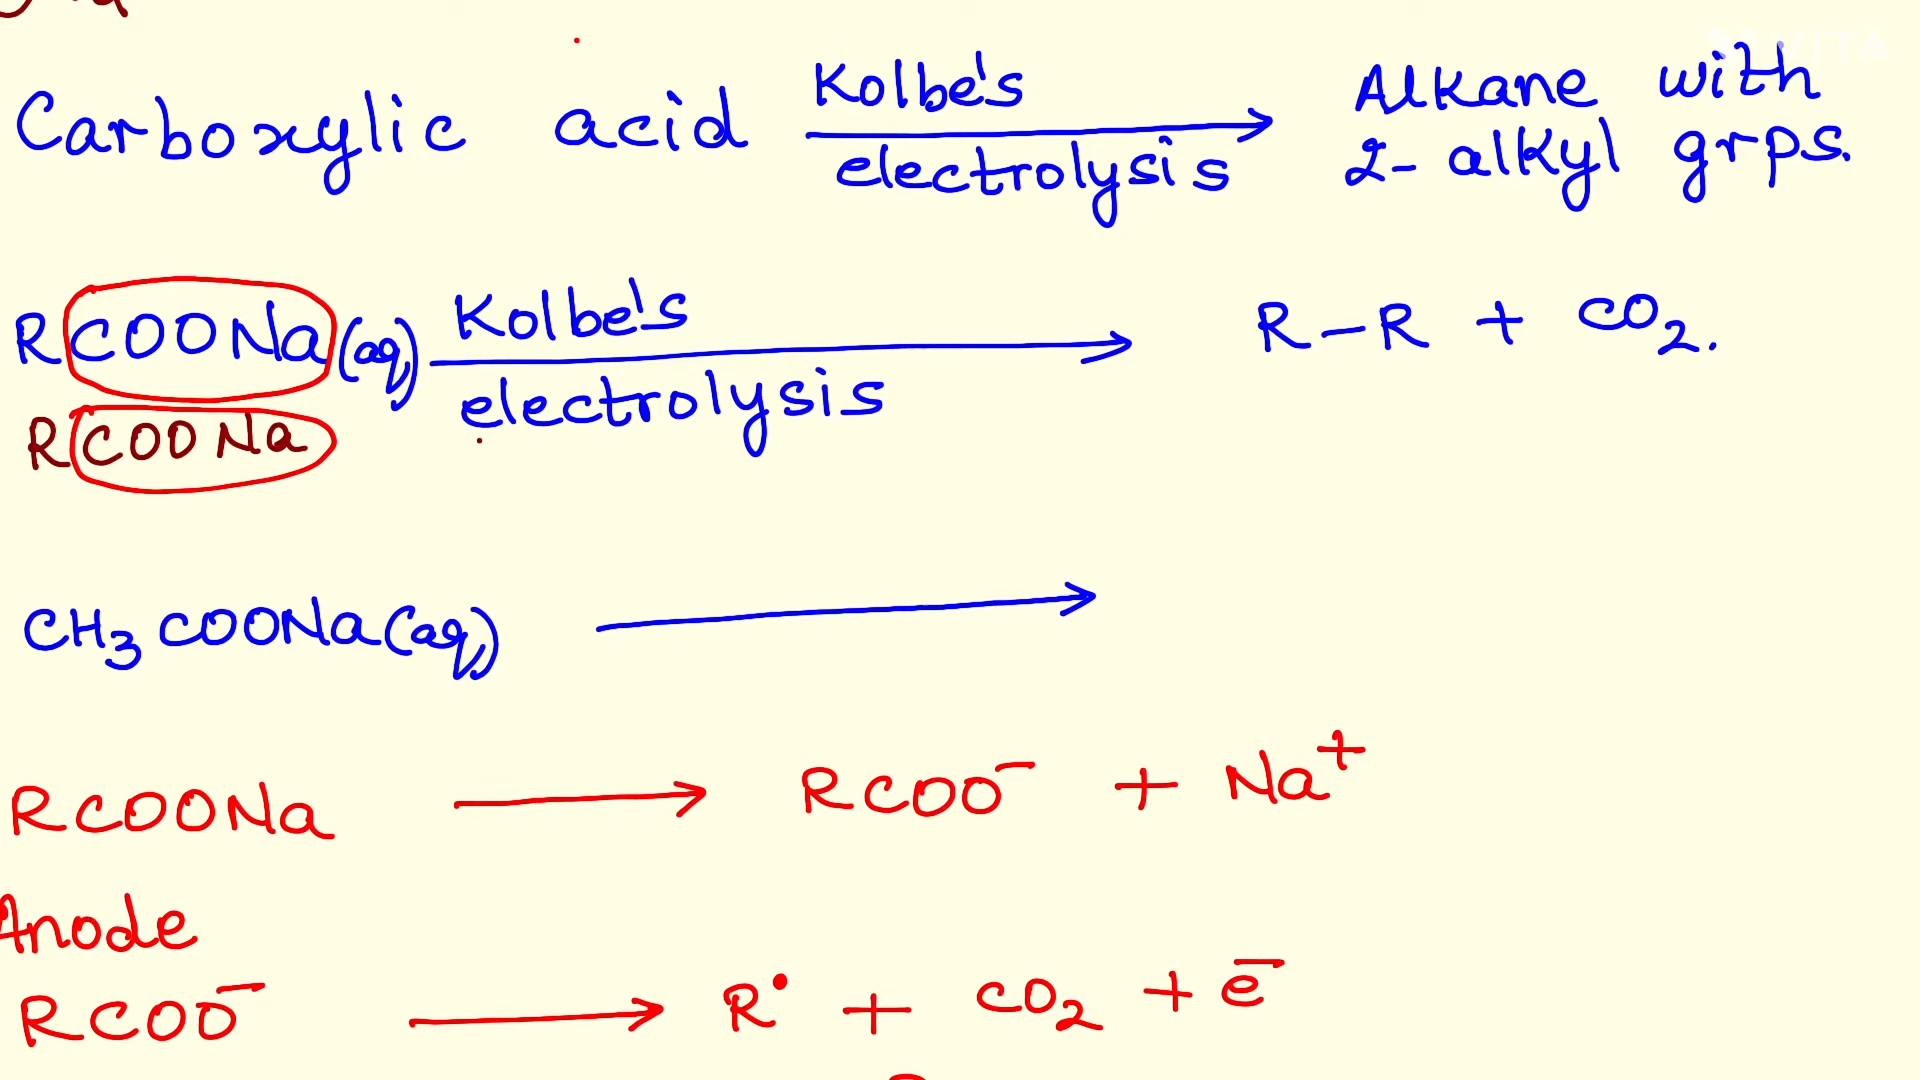 Carboxylic acid Kolbe's electrolysis Alkane with 2-alkyl grps.
RCOONa(aq) Kolbe's electrolysis R-R + CO2.
RCOONa
CH3COONa(aq)
RCOONa → RCOO⁻ + Na⁺
Anode
RCOO⁻ → R• + CO2 + e⁻